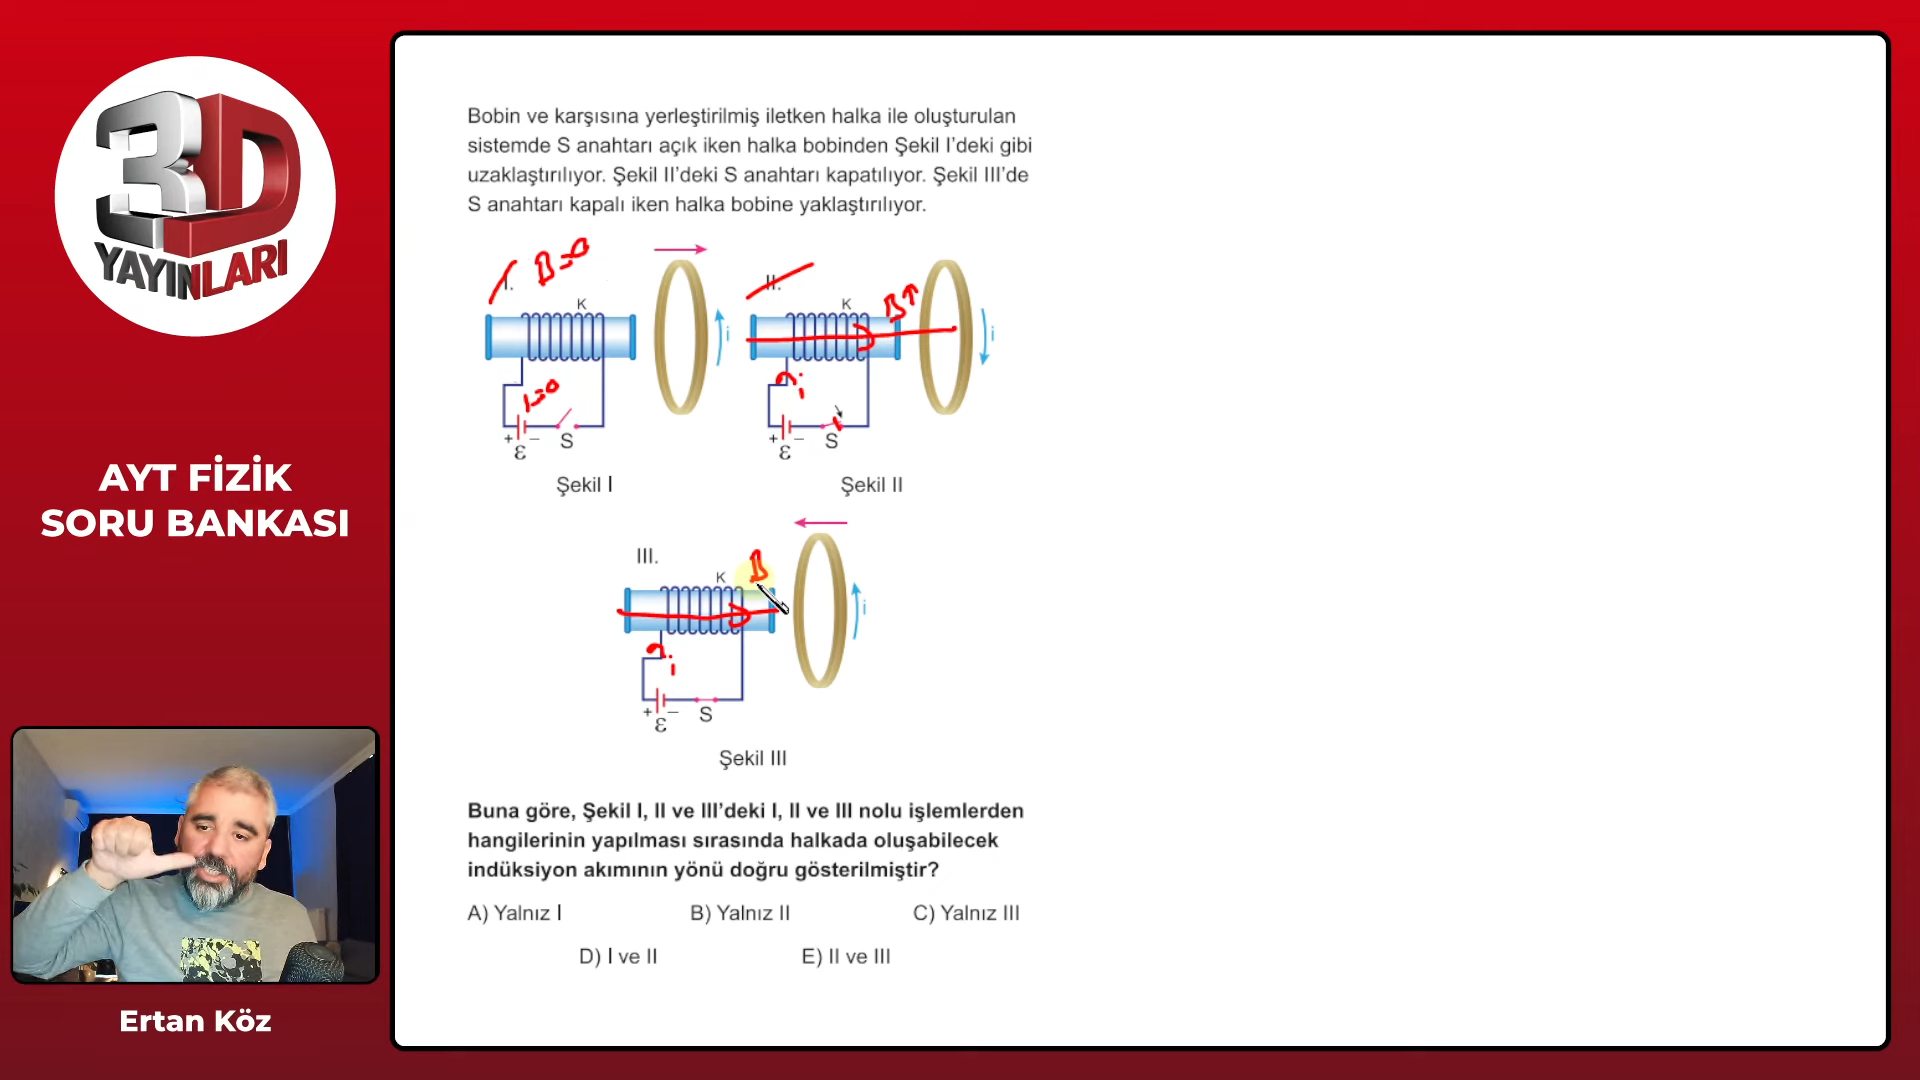 3D
YAYINLARI
AYT FİZİK
SORU BANKASI
Ertan Köz
Bobin ve karşısına yerleştirilmiş iletken halka ile oluşturulan
sistemde S anahtarı açık iken halka bobinden Şekil I’deki gibi
uzaklaştırılıyor. Şekil II’deki S anahtarı kapatılıyor. Şekil III’de
S anahtarı kapalı iken halka bobine yaklaştırılıyor.
I. B=0
K
i
I=0
+ − S
ε
Şekil I
II.
K B↑
i
i
+ − S
ε
Şekil II
III.
K B
i
i
+ − S
ε
Şekil III
Buna göre, Şekil I, II ve III’deki I, II ve III nolu işlemlerden
hangilerinin yapılması sırasında halkada oluşabilecek
indüksiyon akımının yönü doğru gösterilmiştir?
A) Yalnız I B) Yalnız II C) Yalnız III
D) I ve II E) II ve III